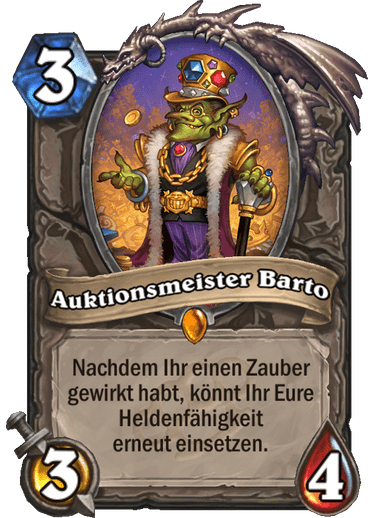 3
Auktionsmeister Barto
Nachdem Ihr einen Zauber
gewirkt habt, könnt Ihr Eure
Heldenfähigkeit
erneut einsetzen.
3
4